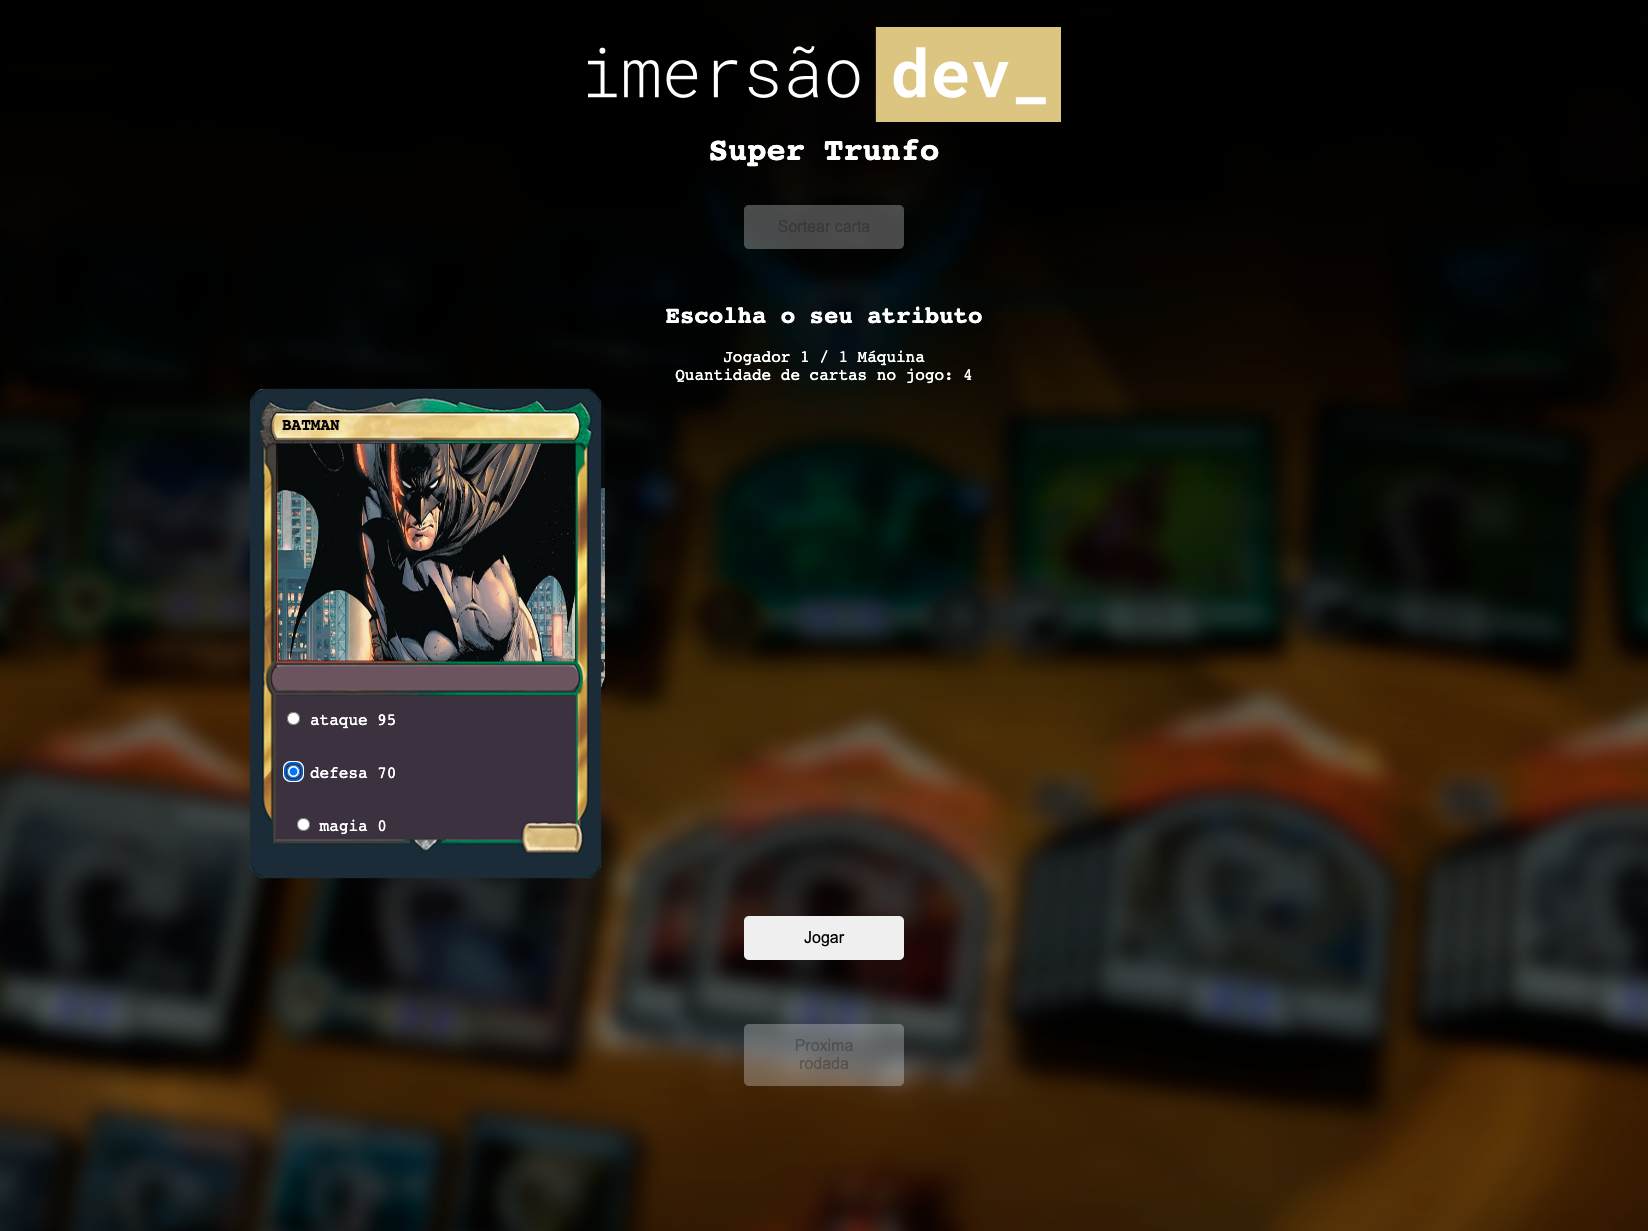 imersão dev_
Super Trunfo
Sortear carta
Escolha o seu atributo
Jogador 1 / 1 Máquina
Quantidade de cartas no jogo: 4
BATMAN
ataque 95
defesa 70
magia 0
Jogar
Proxima
rodada